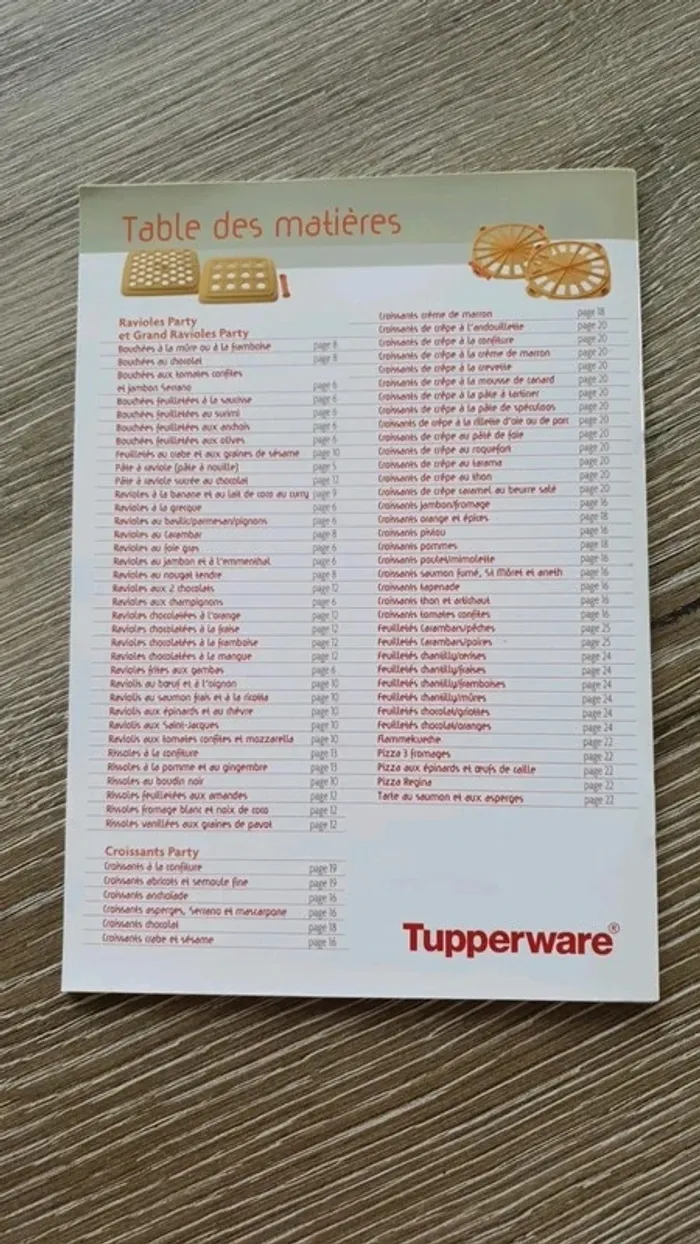 Table des matières
Ravioles Party
et Grand Ravioles Party
Bouchées à la mûre ou à la framboise page 8
Bouchées au chocolat page 8
Bouchées aux tomates confites
et jambon Serrano page 6
Bouchées feuilletées à la saucisse page 6
Bouchées feuilletées au surimi page 6
Bouchées feuilletées aux anchois page 6
Bouchées feuilletées aux olives page 6
Feuilletés au crabe et aux graines de sésame page 10
Pâte à raviole (pâte à nouille) page 5
Pâte à raviole sucrée au chocolat page 12
Ravioles à la banane et au lait de coco au curry page 9
Ravioles à la grecque page 6
Ravioles au basilic/parmesan/pignons page 6
Ravioles au Carambar page 8
Ravioles au foie gras page 6
Ravioles au jambon et à l'emmenthal page 6
Ravioles au nougat tendre page 8
Ravioles aux 2 chocolats page 12
Ravioles aux champignons page 6
Ravioles chocolatées à l'orange page 12
Ravioles chocolatées à la fraise page 12
Ravioles chocolatées à la framboise page 12
Ravioles chocolatées à la mangue page 12
Ravioles frites aux gambas page 6
Raviolis au bœuf et à l'oignon page 10
Raviolis au saumon frais et à la ricotta page 10
Raviolis aux épinards et au chèvre page 10
Raviolis aux Saint-Jacques page 10
Raviolis aux tomates confites et mozzarella page 10
Rissoles à la confiture page 13
Rissoles à la pomme et au gingembre page 13
Rissoles au boudin noir page 10
Rissoles feuilletées aux amandes page 12
Rissoles fromage blanc et noix de coco page 12
Rissoles vanillées aux graines de pavot page 12
Croissants Party
Croissants à la confiture page 19
Croissants abricots et semoule fine page 19
Croissants anchoïade page 16
Croissants asperges, Serrano et mascarpone page 16
Croissants chocolat page 18
Croissants crabe et sésame page 16
Croissants crème de marron page 18
Croissants de crêpe à l'andouillette page 20
Croissants de crêpe à la confiture page 20
Croissants de crêpe à la crème de marron page 20
Croissants de crêpe à la crevette page 20
Croissants de crêpe à la mousse de canard page 20
Croissants de crêpe à la pâte à tartiner page 20
Croissants de crêpe à la pâte de spéculoos page 20
Croissants de crêpe à la rillette d'oie ou de porc page 20
Croissants de crêpe au pâté de foie page 20
Croissants de crêpe au roquefort page 20
Croissants de crêpe au tarama page 20
Croissants de crêpe au thon page 20
Croissants de crêpe caramel au beurre salé page 20
Croissants jambon/fromage page 16
Croissants orange et épices page 18
Croissants pistou page 16
Croissants pommes page 18
Croissants poulet/mimolette page 16
Croissants saumon fumé, St Môret et aneth page 16
Croissants tapenade page 16
Croissants thon et artichaut page 16
Croissants tomates confites page 16
Feuilletés Carambars/pêches page 25
Feuilletés Carambars/poires page 25
Feuilletés chantilly/cerises page 24
Feuilletés chantilly/fraises page 24
Feuilletés chantilly/framboises page 24
Feuilletés chantilly/mûres page 24
Feuilletés chocolat/griottes page 24
Feuilletés chocolat/oranges page 24
Flammekueche page 22
Pizza 3 fromages page 22
Pizza aux épinards et œufs de caille page 22
Pizza Regina page 22
Tarte au saumon et aux asperges page 22
Tupperware®